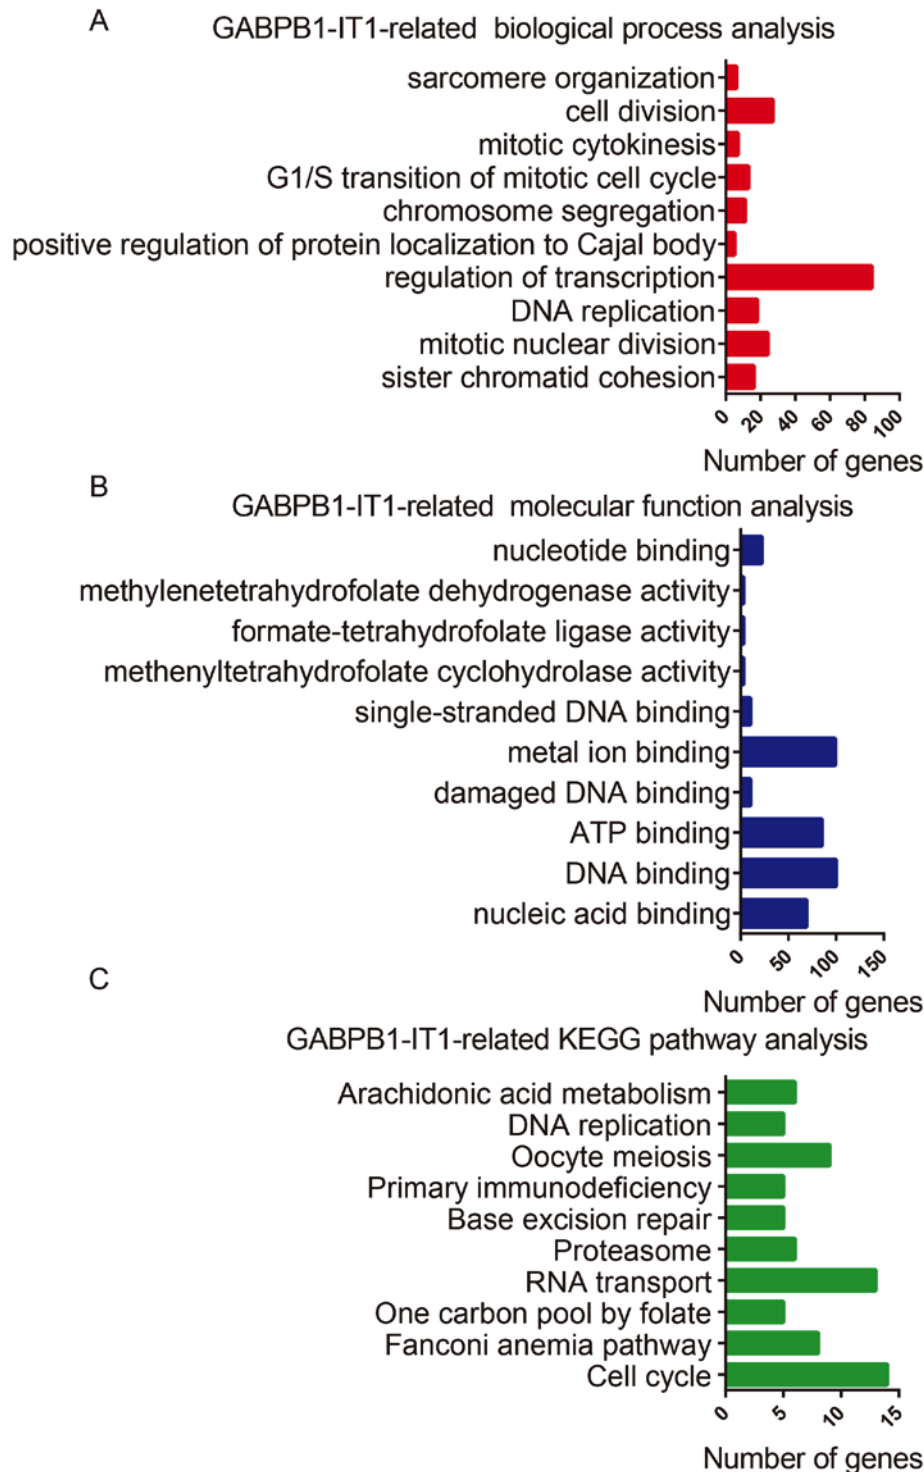 A
GABPB1-IT1-related biological process analysis
sarcomere organization
cell division
mitotic cytokinesis
G1/S transition of mitotic cell cycle
chromosome segregation
positive regulation of protein localization to Cajal body
regulation of transcription
DNA replication
mitotic nuclear division
sister chromatid cohesion
0 20 40 60 80 100
Number of genes
B
GABPB1-IT1-related molecular function analysis
nucleotide binding
methylenetetrahydrofolate dehydrogenase activity
formate-tetrahydrofolate ligase activity
methenyltetrahydrofolate cyclohydrolase activity
single-stranded DNA binding
metal ion binding
damaged DNA binding
ATP binding
DNA binding
nucleic acid binding
0 50 100 150
Number of genes
C
GABPB1-IT1-related KEGG pathway analysis
Arachidonic acid metabolism
DNA replication
Oocyte meiosis
Primary immunodeficiency
Base excision repair
Proteasome
RNA transport
One carbon pool by folate
Fanconi anemia pathway
Cell cycle
0 5 10 15
Number of genes